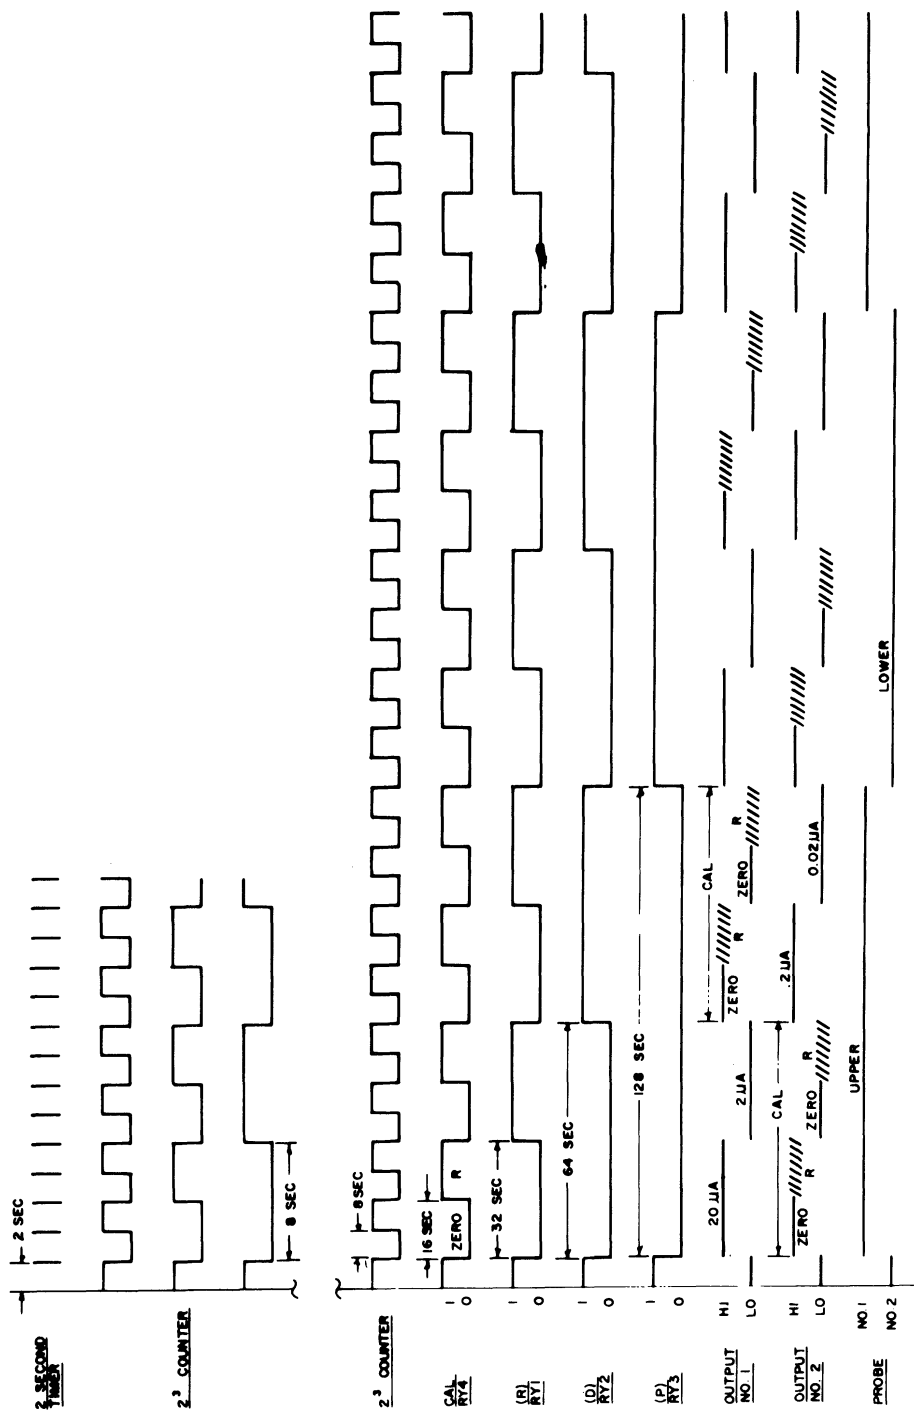 2 SECOND
TIMER
2 SEC
2³ COUNTER
8 SEC
2³ COUNTER
8 SEC
CAL
RY4
1
0
16 SEC
ZERO
R
(R)
RY1
1
0
32 SEC
(D)
RY2
1
0
64 SEC
(P)
RY3
1
0
128 SEC
OUTPUT
NO. 1
HI
LO
20 µA
2 µA
CAL
ZERO
R
ZERO
R
OUTPUT
NO. 2
HI
LO
CAL
ZERO
R
ZERO
R
.2 µA
0.02 µA
PROBE
NO. 1
NO. 2
UPPER
LOWER